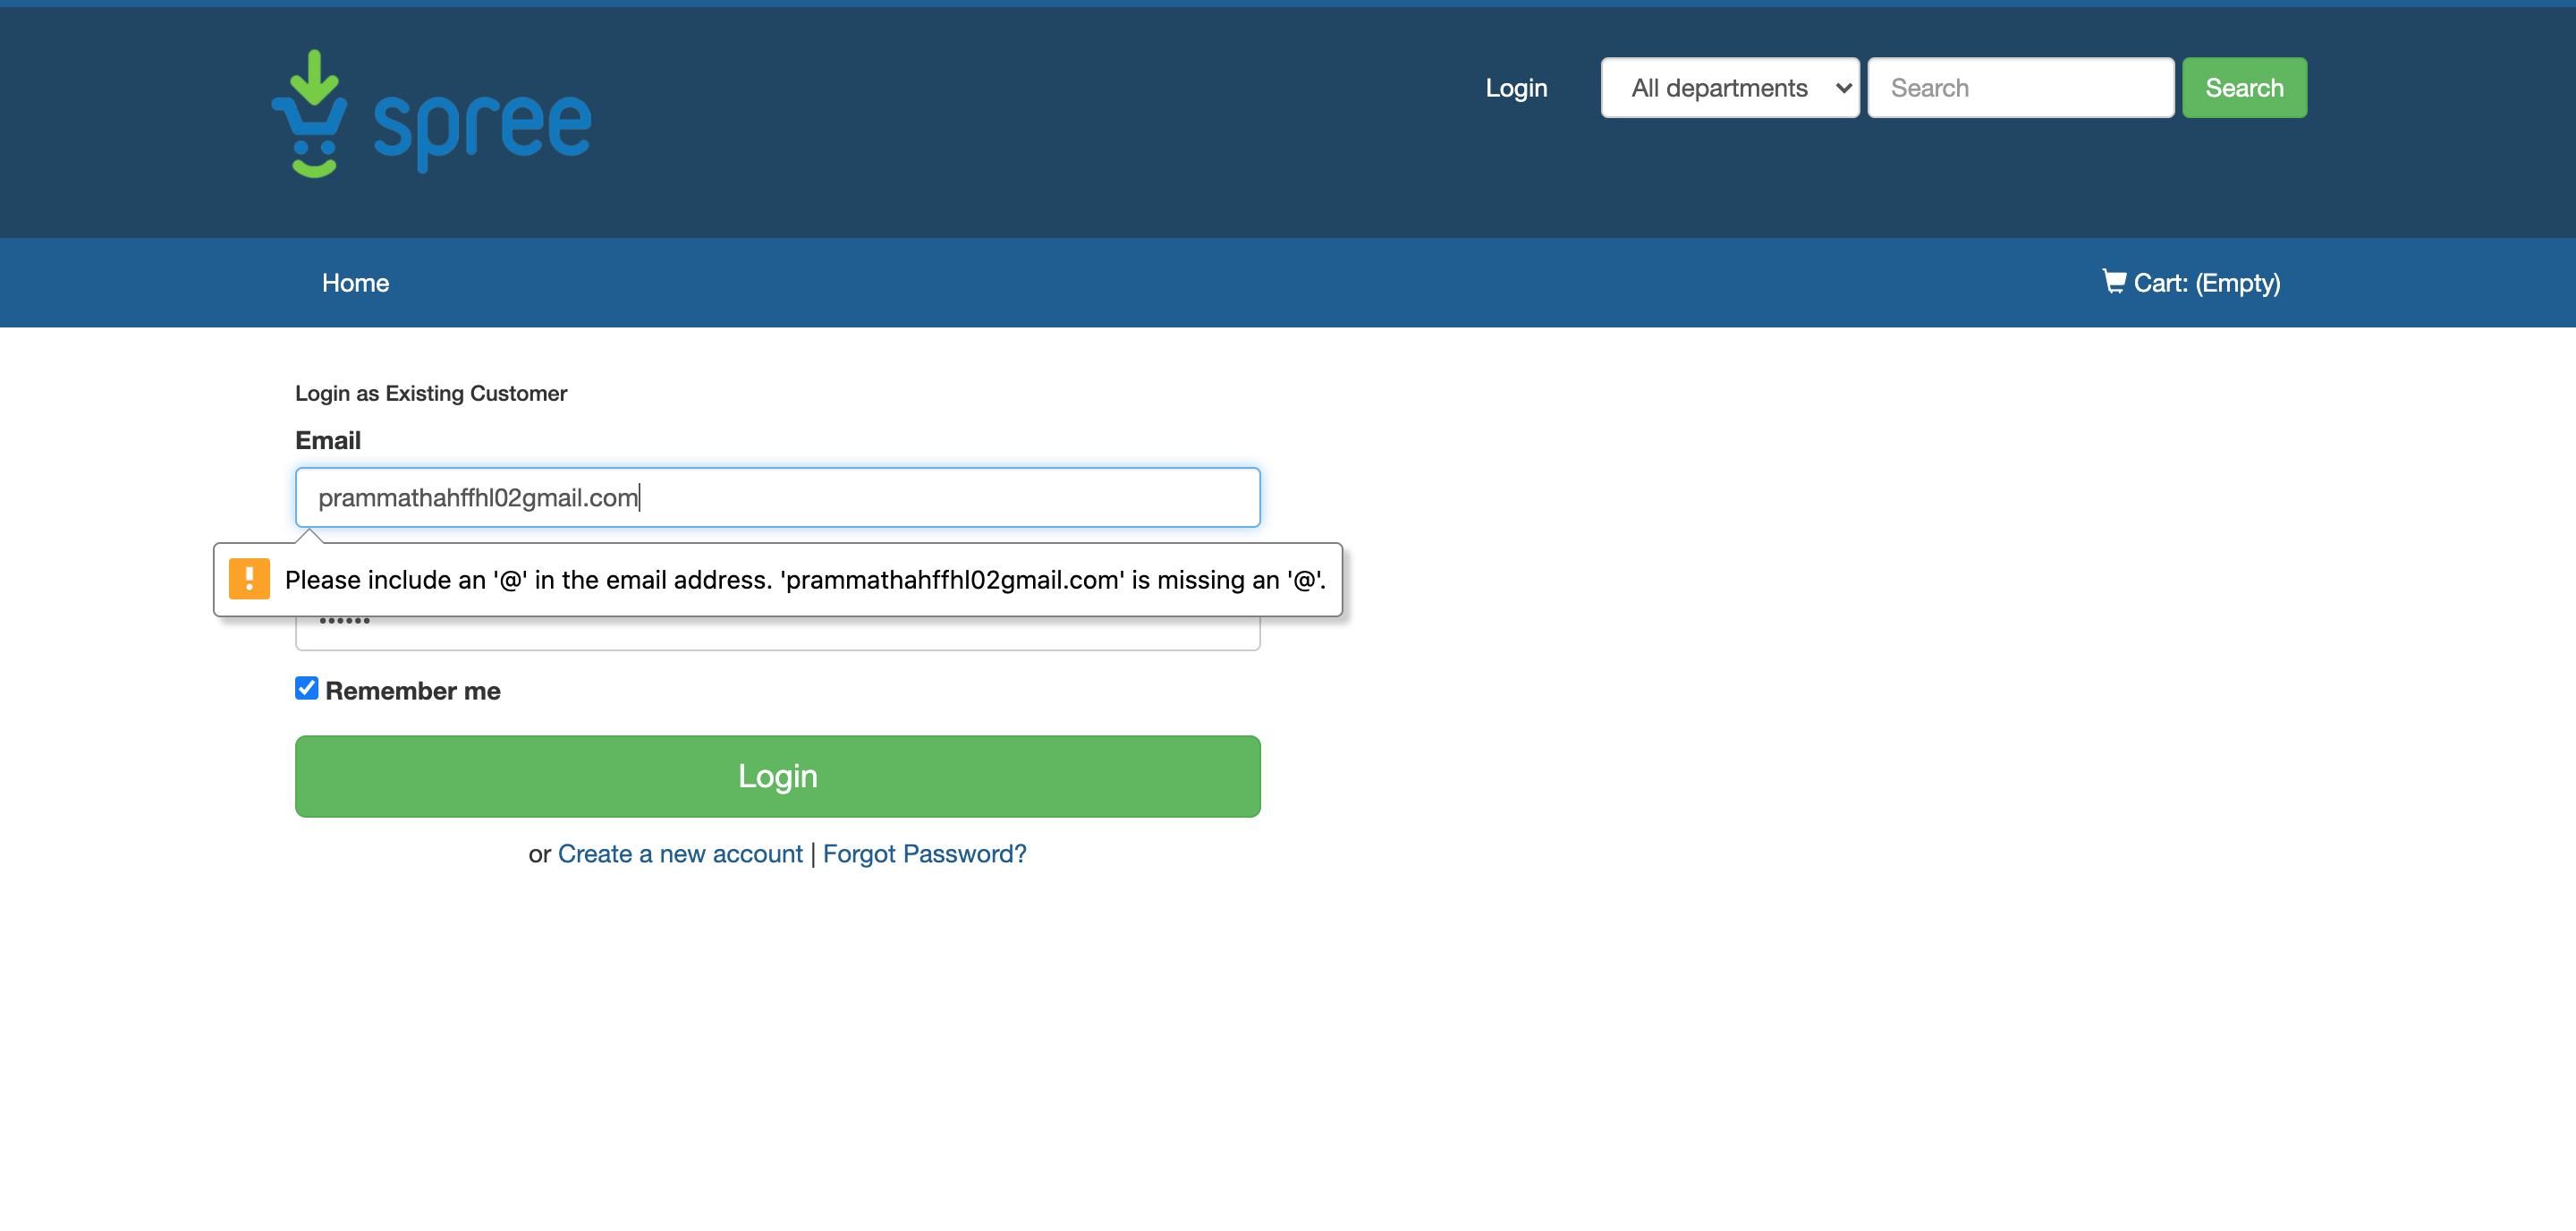 spree
Login All departments Search Search
Home Cart: (Empty)
Login as Existing Customer
Email
prammathahffhl02gmail.com
Please include an '@' in the email address. 'prammathahffhl02gmail.com' is missing an '@'.
••••••
Remember me
Login
or Create a new account | Forgot Password?